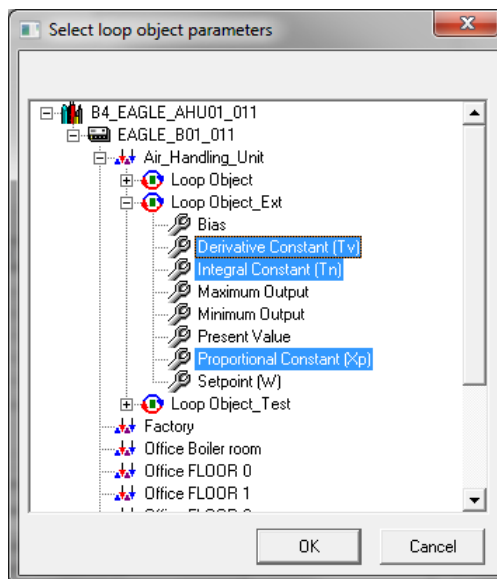 Select loop object parameters
B4_EAGLE_AHU01_011
EAGLE_B01_011
Air_Handling_Unit
Loop Object
Loop Object_Ext
Bias
Derivative Constant (Tv)
Integral Constant (Tn)
Maximum Output
Minimum Output
Present Value
Proportional Constant (Xp)
Setpoint (W)
Loop Object_Test
Factory
Office Boiler room
Office FLOOR 0
Office FLOOR 1
OK
Cancel